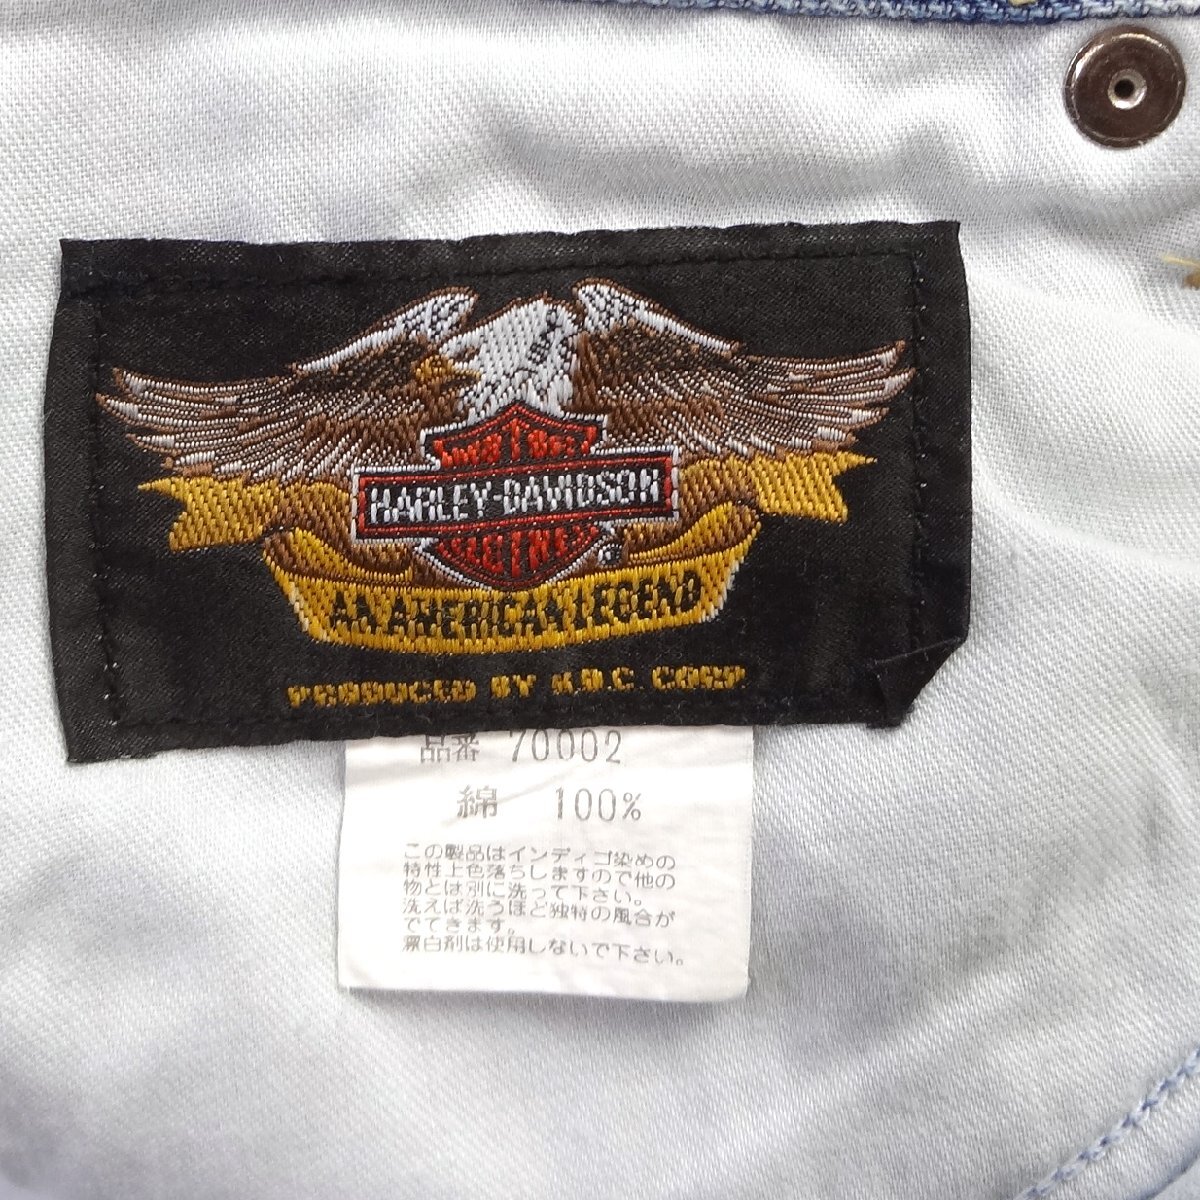 MOTOR
HARLEY-DAVIDSON
CYCLES
®
AN AMERICAN LEGEND
PRODUCED BY H.D.C. CORP.
品番 70002
綿 100%
この製品はインディゴ染めの
特性上色落ちしますので他の
物とは別に洗って下さい。
洗えば洗うほど独特の風合が
でてきます。
漂白剤は使用しないで下さい。